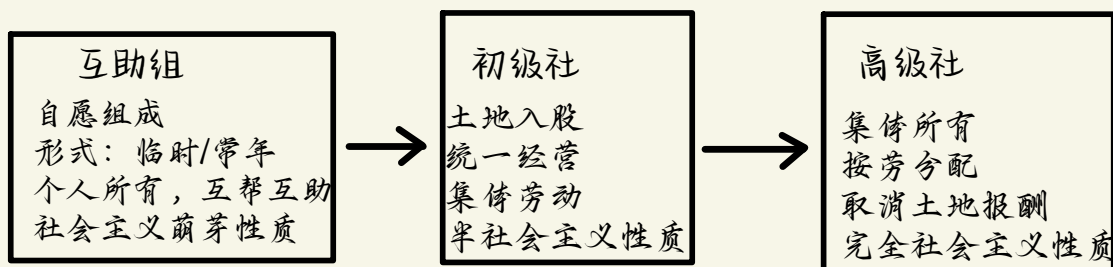 互助组
自愿组成
形式：临时/常年
个人所有，互帮互助
社会主义萌芽性质
初级社
土地入股
统一经营
集体劳动
半社会主义性质
高级社
集体所有
按劳分配
取消土地报酬
完全社会主义性质